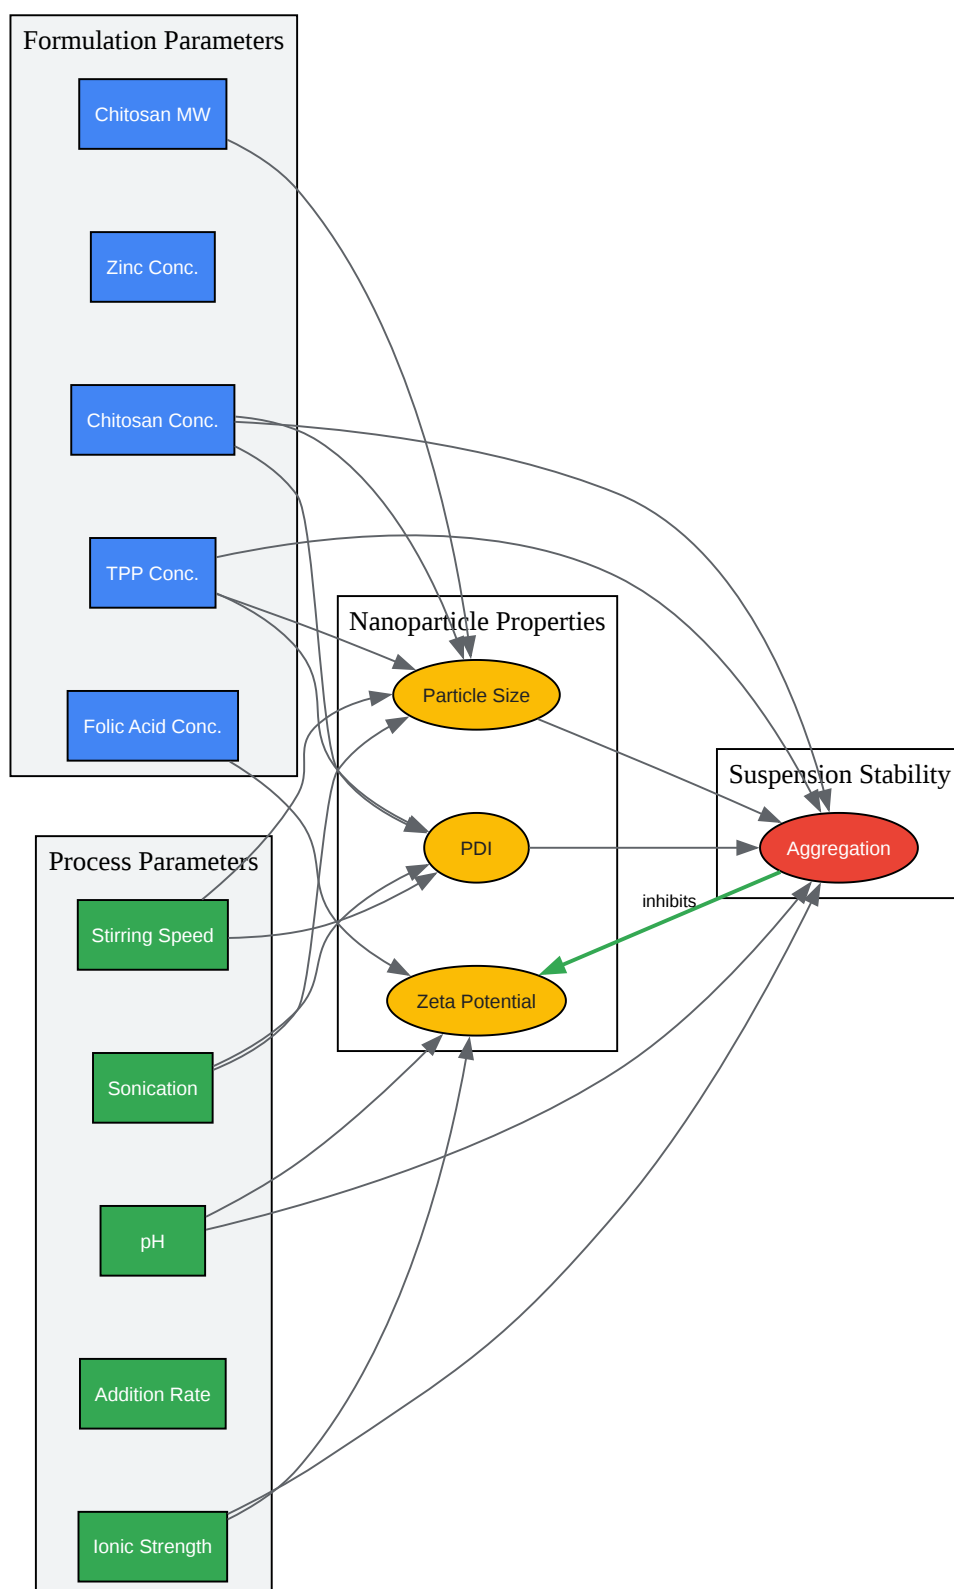 Formulation Parameters
Chitosan MW
Zinc Conc.
Chitosan Conc.
TPP Conc.
Folic Acid Conc.
Nanoparticle Properties
Particle Size
PDI
Zeta Potential
Suspension Stability
Aggregation
inhibits
Process Parameters
Stirring Speed
Sonication
pH
Addition Rate
Ionic Strength